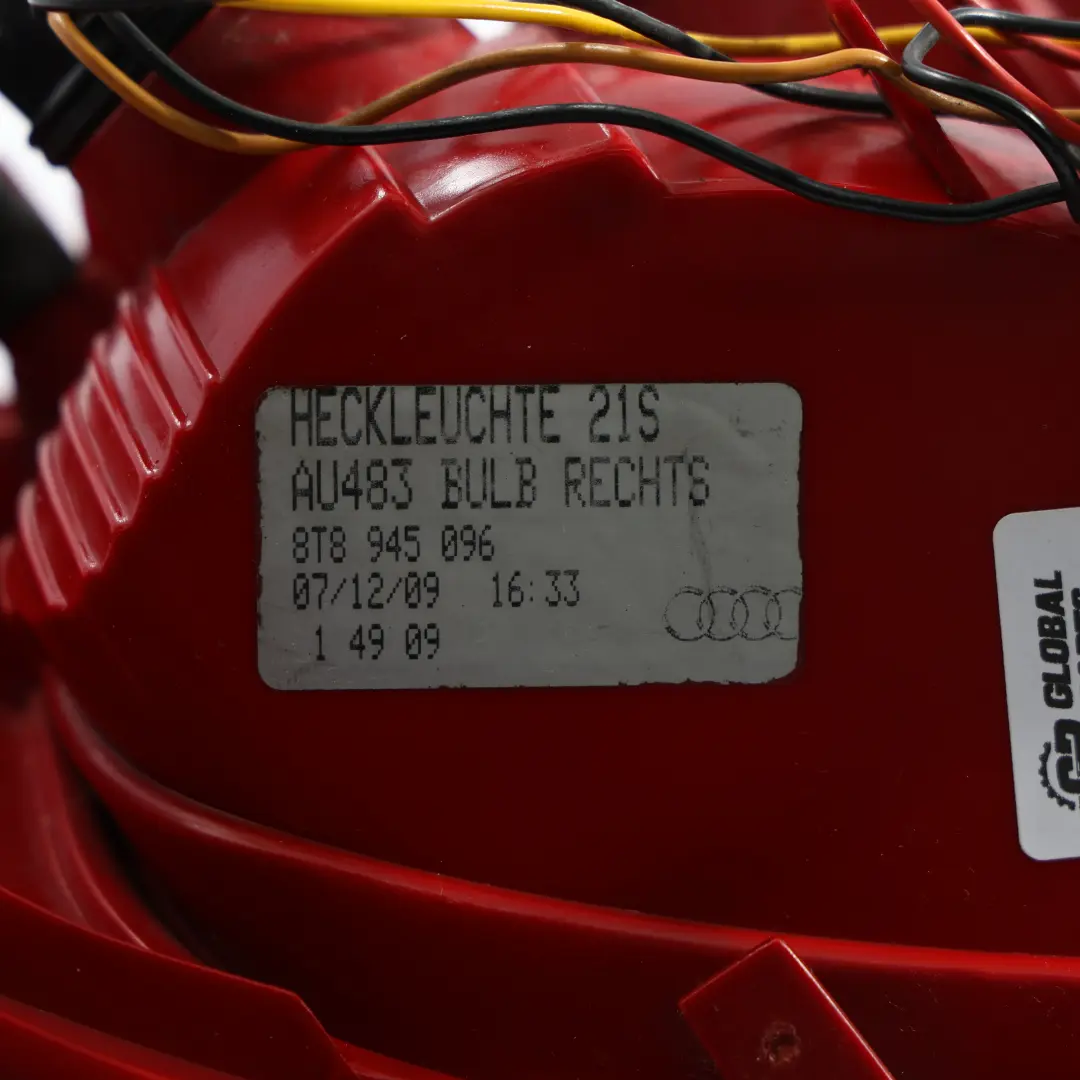 HECKLEUCHTE 21S
AU483 BULB RECHTS
8T8 945 096
07/12/09 16:33
1 49 09
GLOBAL